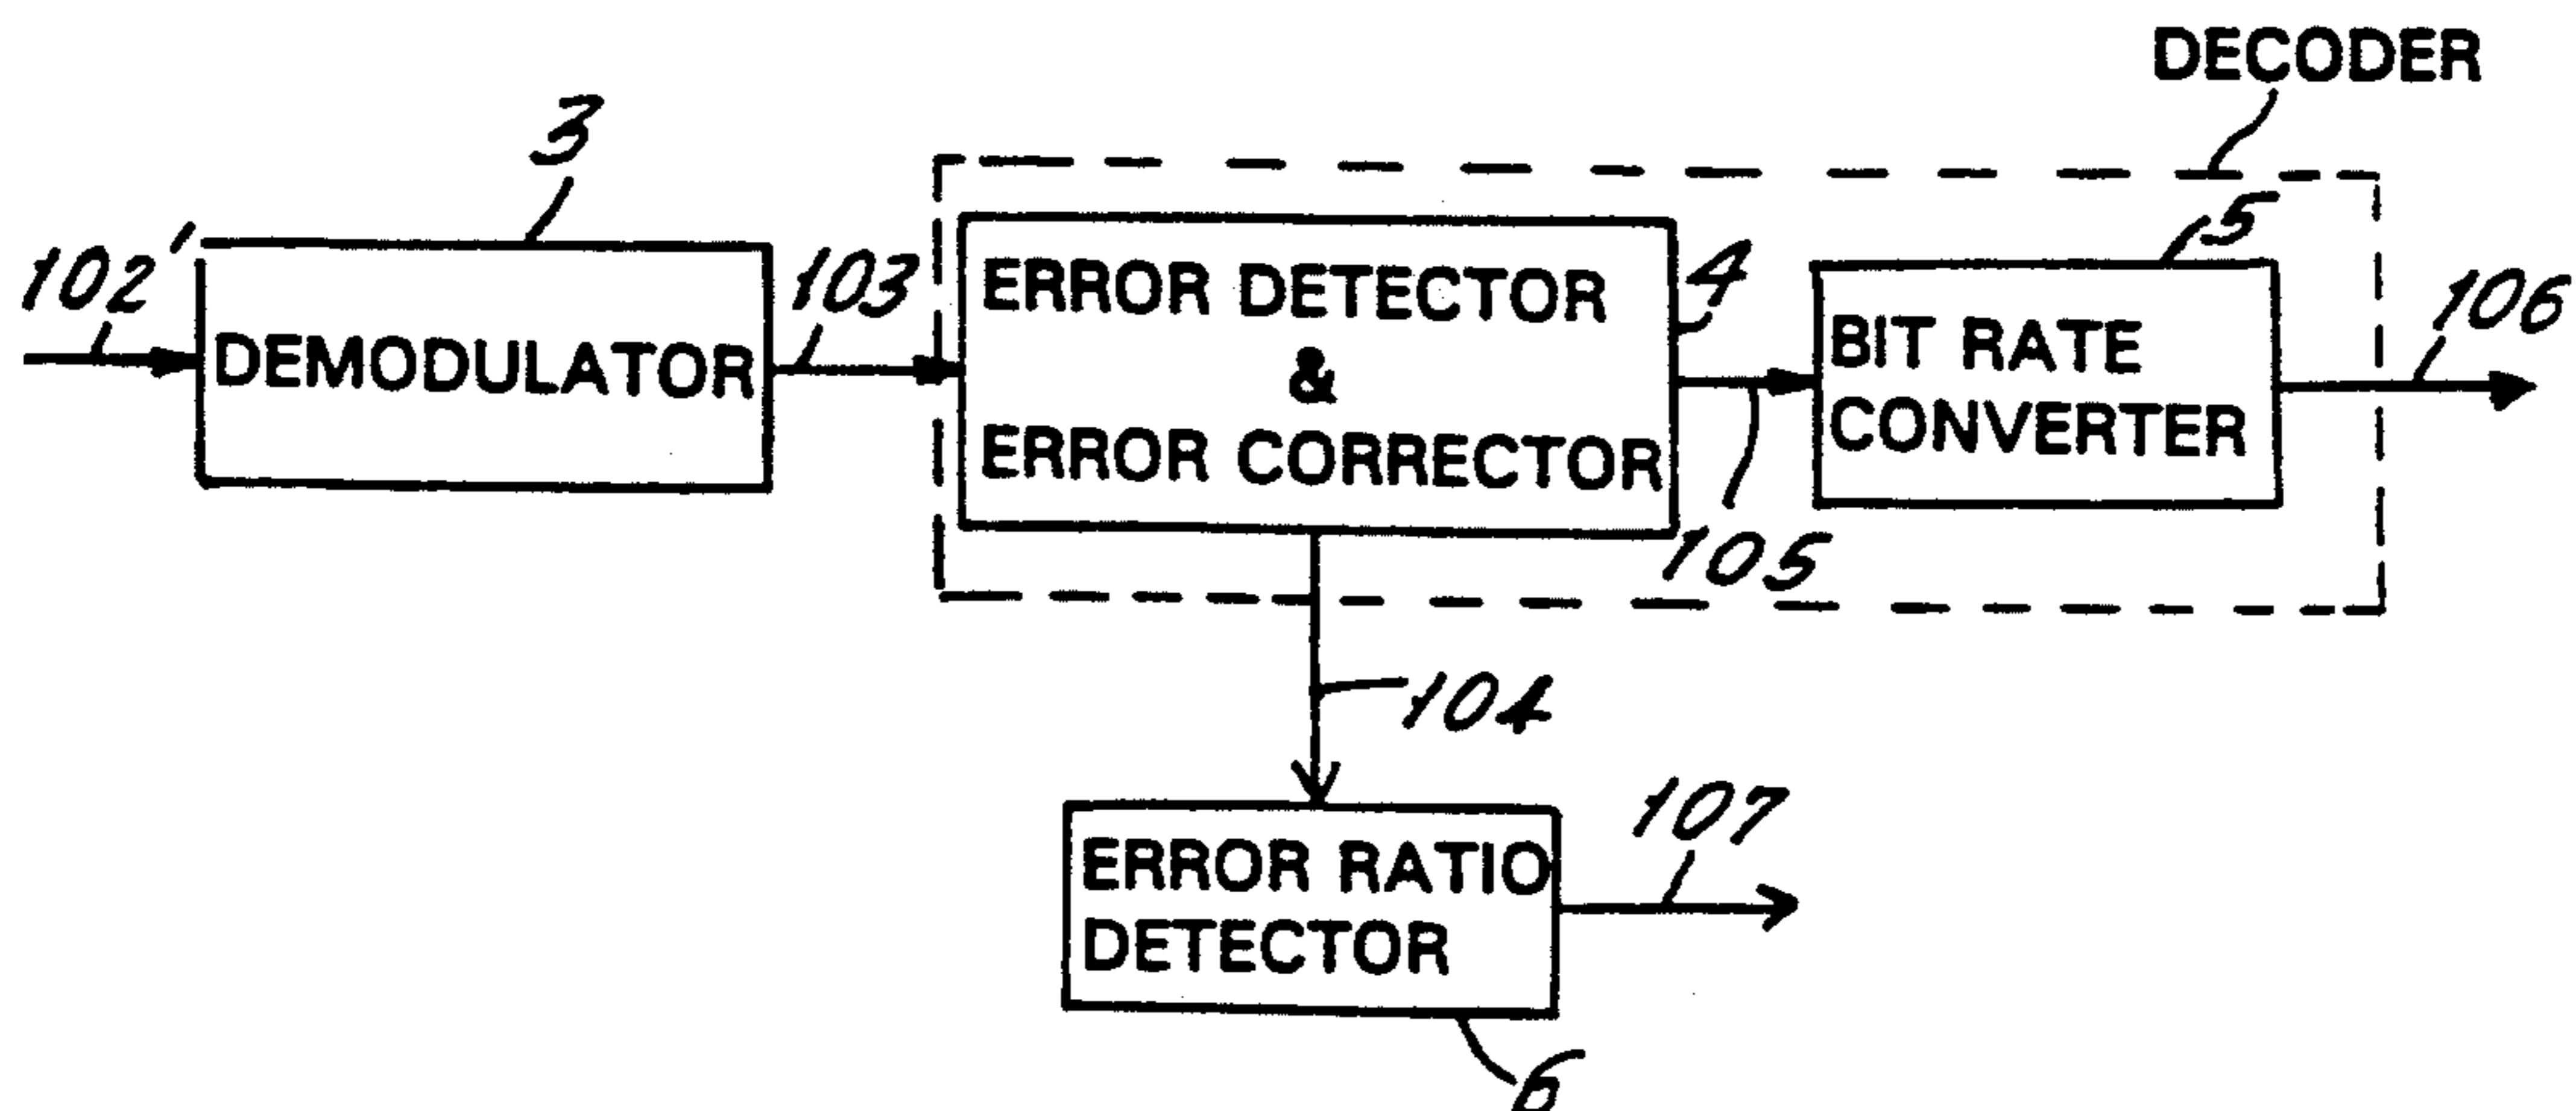 DECODER
3
102'
DEMODULATOR
103
ERROR DETECTOR
&
ERROR CORRECTOR
4
105
5
BIT RATE
CONVERTER
106
104
ERROR RATIO
DETECTOR
107
6